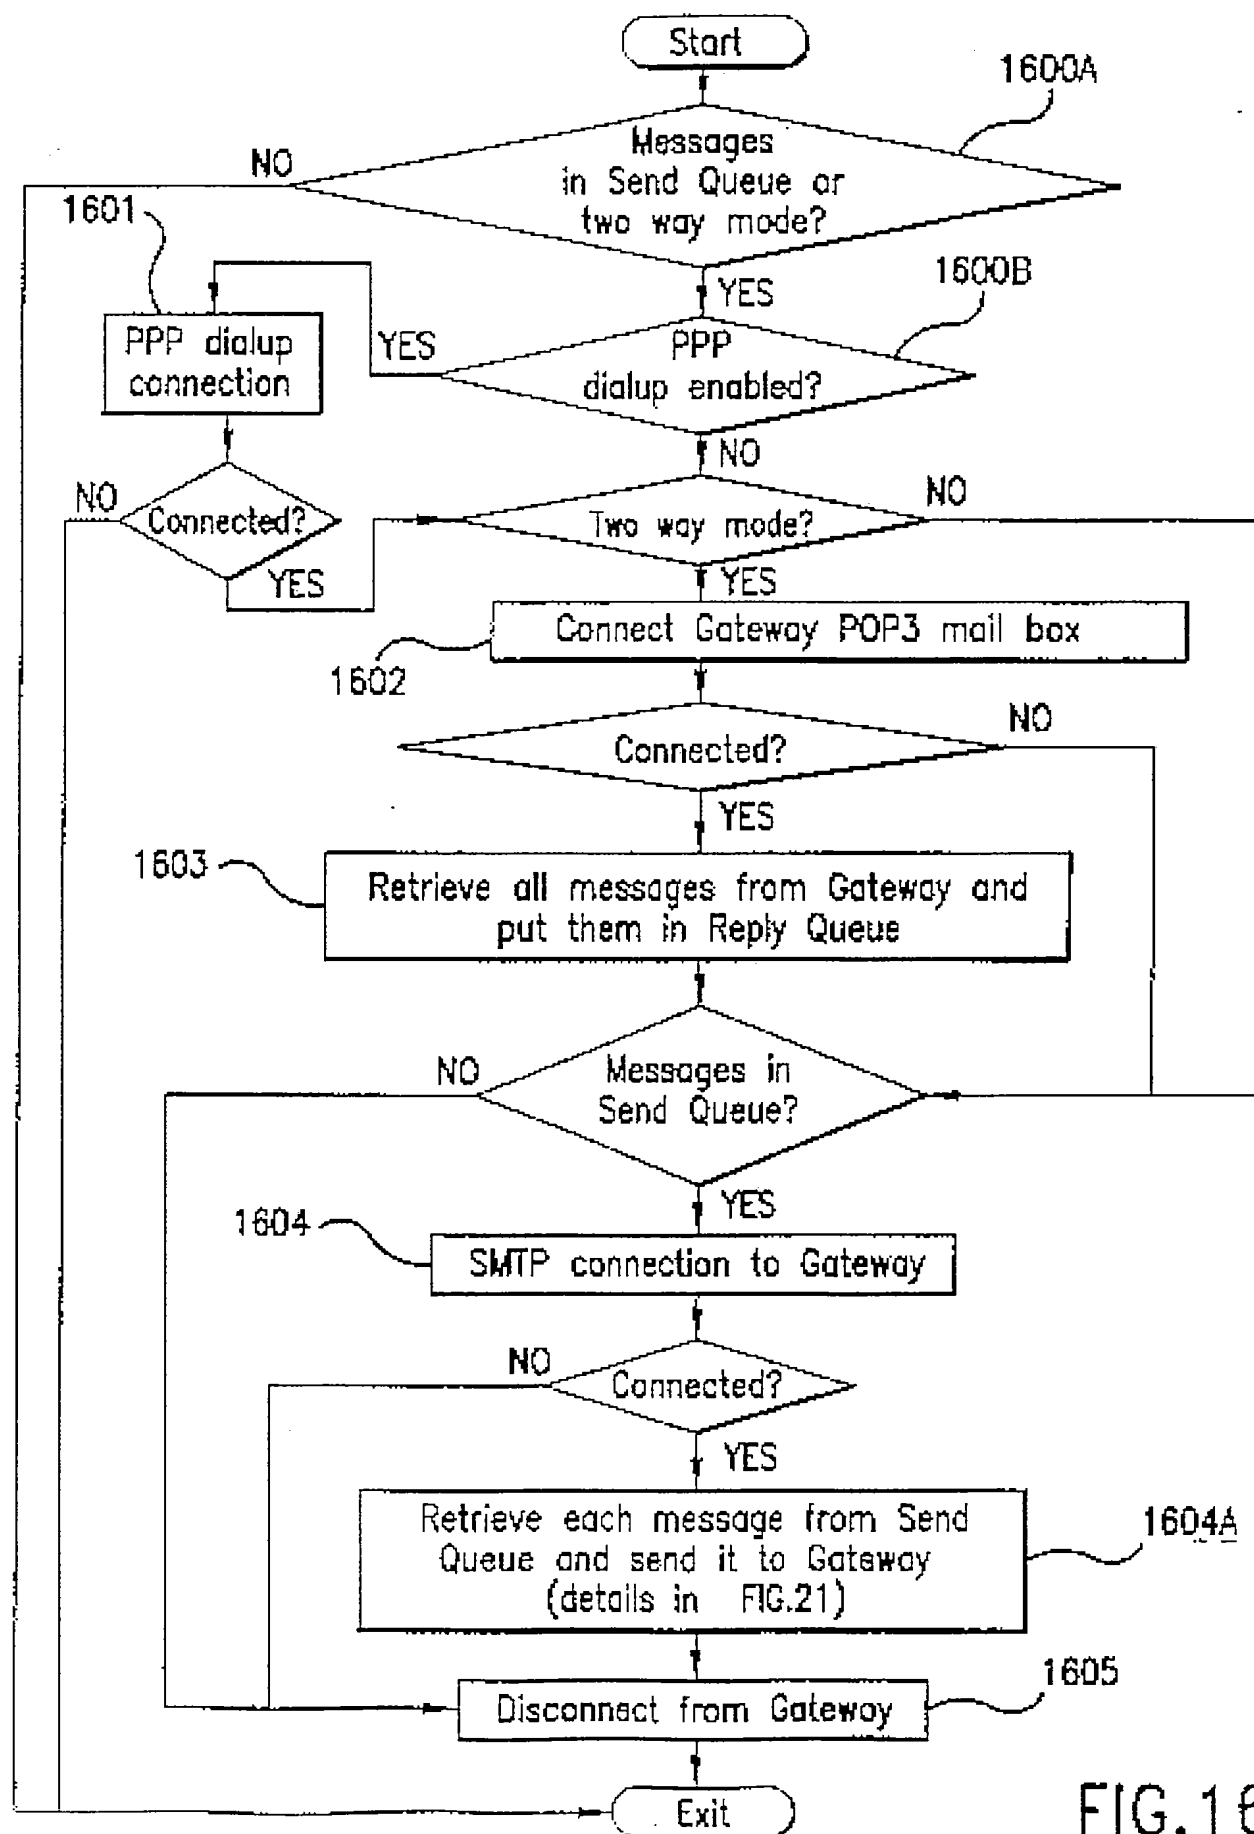 Start
1600A
Messages
in Send Queue or
two way mode?
NO
1601
YES
1600B
PPP
dialup enabled?
YES
PPP dialup
connection
NO
NO
Connected?
YES
Two way mode?
NO
YES
Connect Gateway POP3 mail box
1602
Connected?
NO
YES
1603
Retrieve all messages from Gateway and
put them in Reply Queue
NO
Messages in
Send Queue?
YES
1604
SMTP connection to Gateway
NO
Connected?
YES
Retrieve each message from Send
Queue and send it to Gateway
(details in FIG.21)
1604A
1605
Disconnect from Gateway
Exit
FIG.16